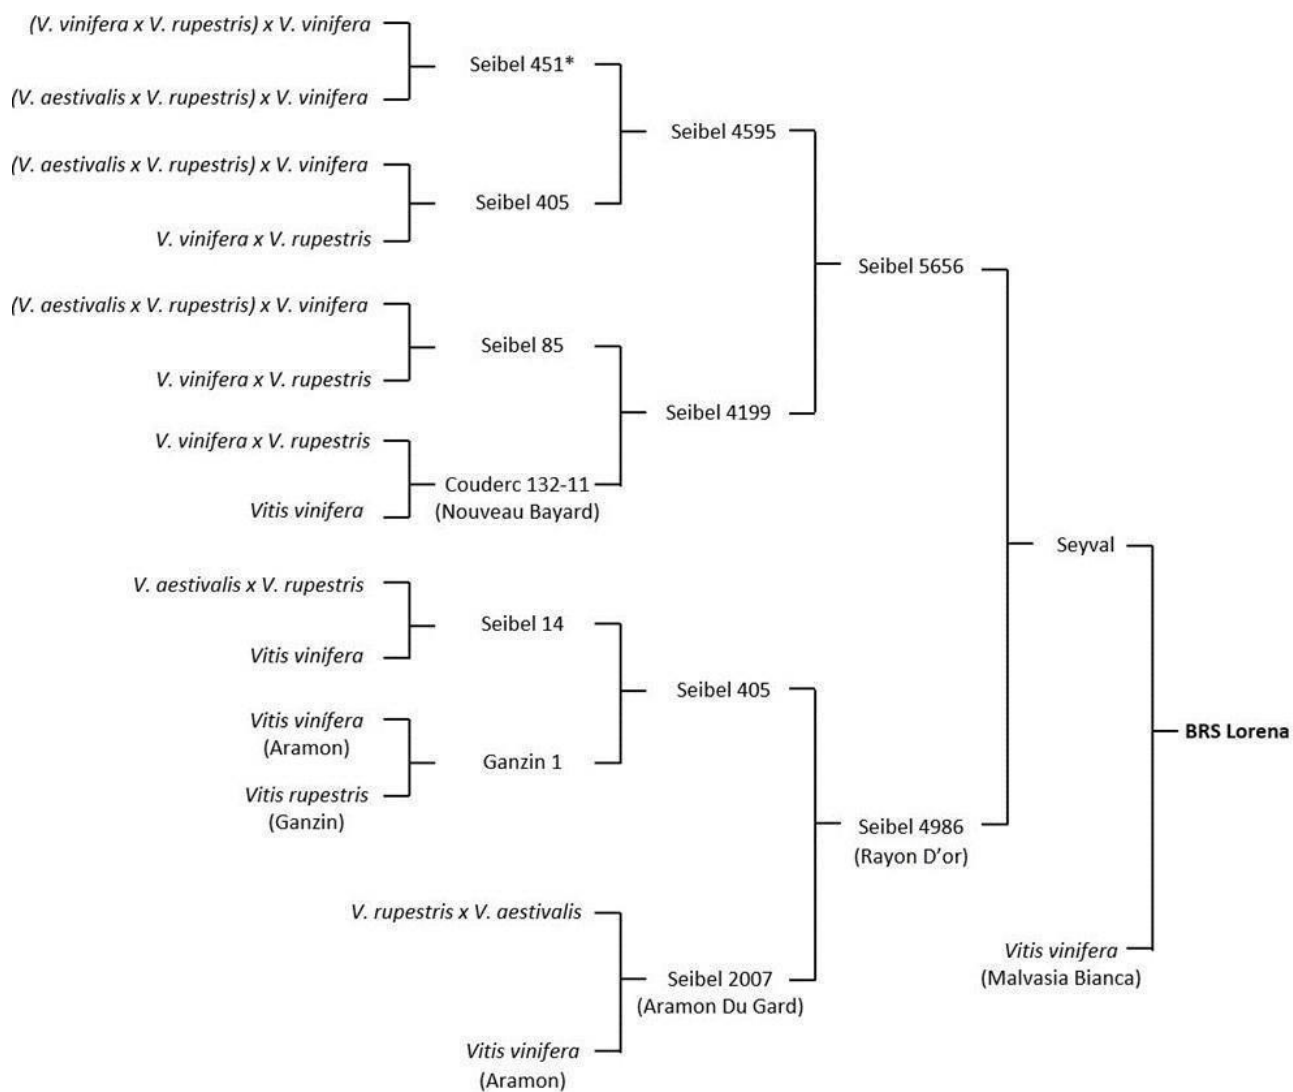 (V. vinifera x V. rupestris) x V. vinifera
Seibel 451*
(V. aestivalis x V. rupestris) x V. vinifera
Seibel 4595
(V. aestivalis x V. rupestris) x V. vinifera
Seibel 405
V. vinifera x V. rupestris
Seibel 5656
(V. aestivalis x V. rupestris) x V. vinifera
Seibel 85
V. vinifera x V. rupestris
Seibel 4199
V. vinifera x V. rupestris
Couderc 132-11
(Nouveau Bayard)
Vitis vinifera
Seyval
V. aestivalis x V. rupestris
Seibel 14
Vitis vinifera
Seibel 405
Vitis vinífera
(Aramon)
BRS Lorena
Ganzin 1
Vitis rupestris
(Ganzin)
Seibel 4986
(Rayon D’or)
V. rupestris x V. aestivalis
Vitis vinifera
(Malvasia Bianca)
Seibel 2007
(Aramon Du Gard)
Vitis vinifera
(Aramon)